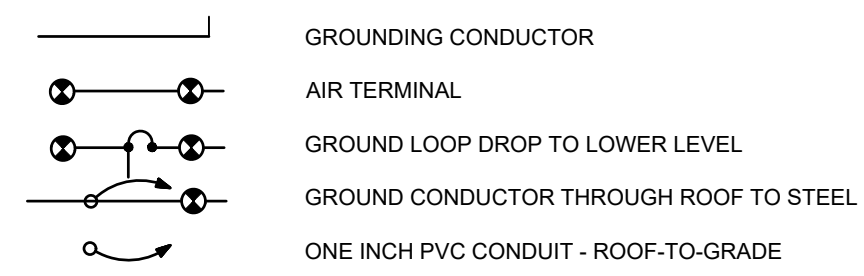 GROUNDING CONDUCTOR
AIR TERMINAL
GROUND LOOP DROP TO LOWER LEVEL
GROUND CONDUCTOR THROUGH ROOF TO STEEL
ONE INCH PVC CONDUIT - ROOF-TO-GRADE